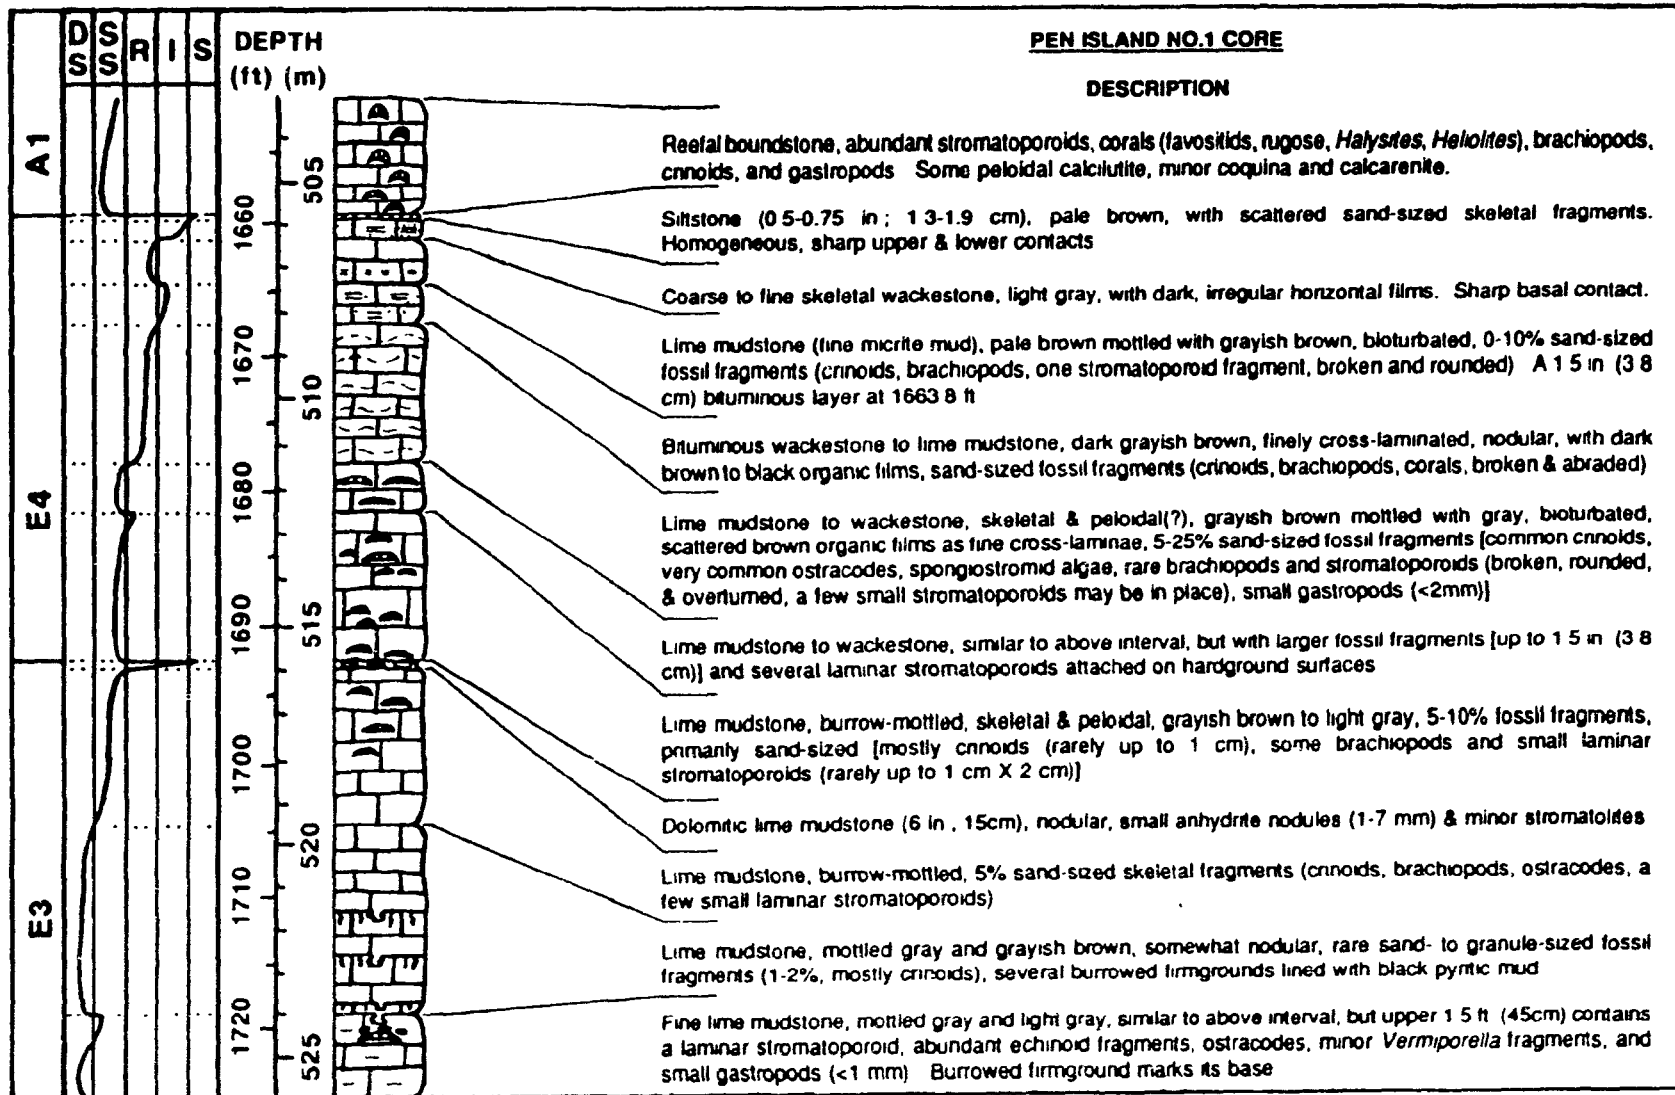 DS SS R I S
DEPTH
(ft) (m)
A1
E4
E3
1660
1670
1680
1690
1700
1710
1720
505
510
515
520
525
PEN ISLAND NO.1 CORE
DESCRIPTION
Reefal boundstone, abundant stromatoporoids, corals (favositids, rugose, Halysites, Heliolites), brachiopods,
crinoids, and gastropods Some peloidal calcilutite, minor coquina and calcarenite.
Siltstone (0 5-0.75 in ; 1 3-1.9 cm), pale brown, with scattered sand-sized skeletal fragments.
Homogeneous, sharp upper & lower contacts
Coarse to fine skeletal wackestone, light gray, with dark, irregular horizontal films. Sharp basal contact.
Lime mudstone (fine micrite mud), pale brown mottled with grayish brown, bioturbated, 0-10% sand-sized
fossil fragments (crinoids, brachiopods, one stromatoporoid fragment, broken and rounded) A 1 5 in (3 8
cm) bituminous layer at 1663 8 ft
Bituminous wackestone to lime mudstone, dark grayish brown, finely cross-laminated, nodular, with dark
brown to black organic films, sand-sized fossil fragments (crinoids, brachiopods, corals, broken & abraded)
Lime mudstone to wackestone, skeletal & peloidal(?), grayish brown mottled with gray, bioturbated,
scattered brown organic films as fine cross-laminae, 5-25% sand-sized fossil fragments [common crinoids,
very common ostracodes, spongiostromid algae, rare brachiopods and stromatoporoids (broken, rounded,
& overturned, a few small stromatoporoids may be in place), small gastropods (<2mm)]
Lime mudstone to wackestone, similar to above interval, but with larger fossil fragments [up to 1 5 in (3 8
cm)] and several laminar stromatoporoids attached on hardground surfaces
Lime mudstone, burrow-mottled, skeletal & peloidal, grayish brown to light gray, 5-10% fossil fragments,
primarily sand-sized [mostly crinoids (rarely up to 1 cm), some brachiopods and small laminar
stromatoporoids (rarely up to 1 cm X 2 cm)]
Dolomitic lime mudstone (6 in , 15cm), nodular, small anhydrite nodules (1-7 mm) & minor stromatolites
Lime mudstone, burrow-mottled, 5% sand-sized skeletal fragments (crinoids, brachiopods, ostracodes, a
few small laminar stromatoporoids)
Lime mudstone, mottled gray and grayish brown, somewhat nodular, rare sand- to granule-sized fossil
fragments (1-2%, mostly crinoids), several burrowed firmgrounds lined with black pyritic mud
Fine lime mudstone, mottled gray and light gray, similar to above interval, but upper 1 5 ft (45cm) contains
a laminar stromatoporoid, abundant echinoid fragments, ostracodes, minor Vermiporella fragments, and
small gastropods (<1 mm) Burrowed firmground marks its base